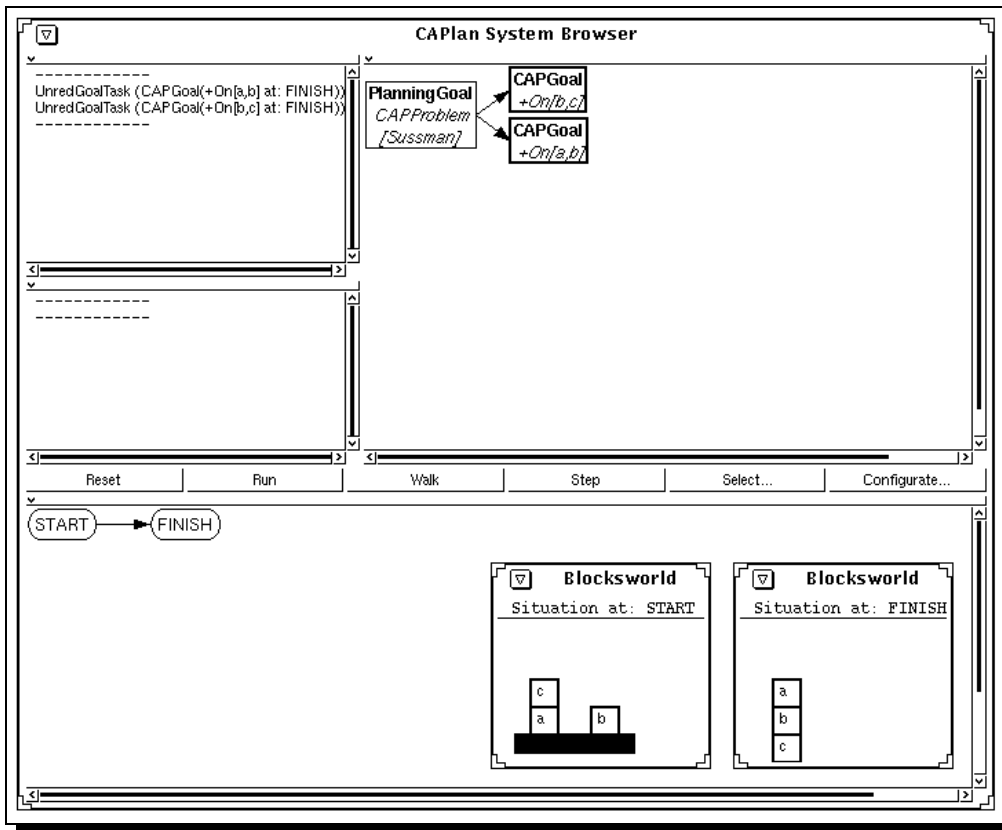 CAPlan System Browser
-------------
UnredGoalTask (CAPGoal(+On[a,b] at: FINISH))
UnredGoalTask (CAPGoal(+On[b,c] at: FINISH))
-------------
PlanningGoal
CAPProblem
[Sussman]
CAPGoal
+On[b,c]
CAPGoal
+On[a,b]
-------------
-------------
Reset
Run
Walk
Step
Select...
Configurate...
START
FINISH
Blocksworld
Situation at: START
c
a b
Blocksworld
Situation at: FINISH
a
b
c